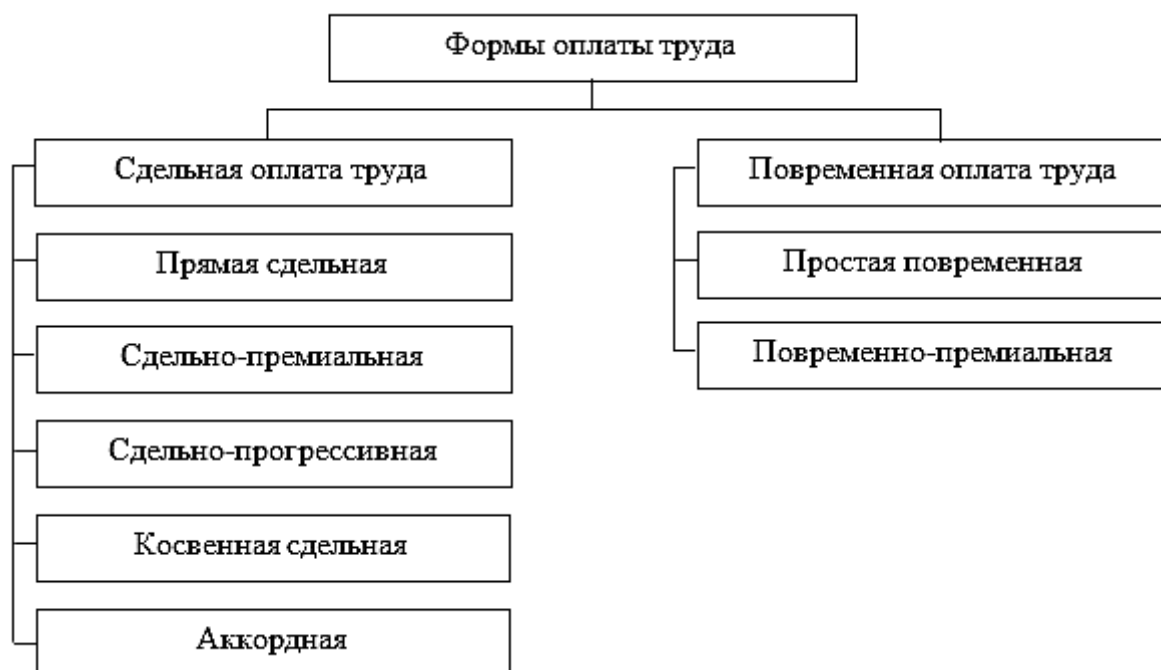 Формы оплаты труда
Сдельная оплата труда
Прямая сдельная
Сдельно-премиальная
Сдельно-прогрессивная
Косвенная сдельная
Аккордная
Повременная оплата труда
Простая повременная
Повременно-премиальная